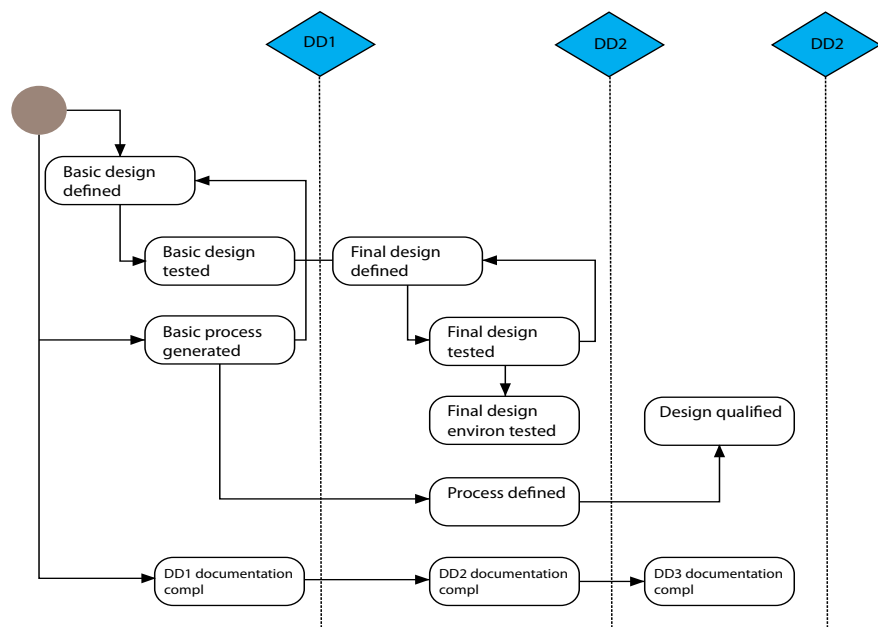 DD1
DD2
DD2
Basic design
defined
Basic design
tested
Final design
defined
Basic process
generated
Final design
tested
Final design
environ tested
Design qualified
Process defined
DD1 documentation
compl
DD2 documentation
compl
DD3 documentation
compl